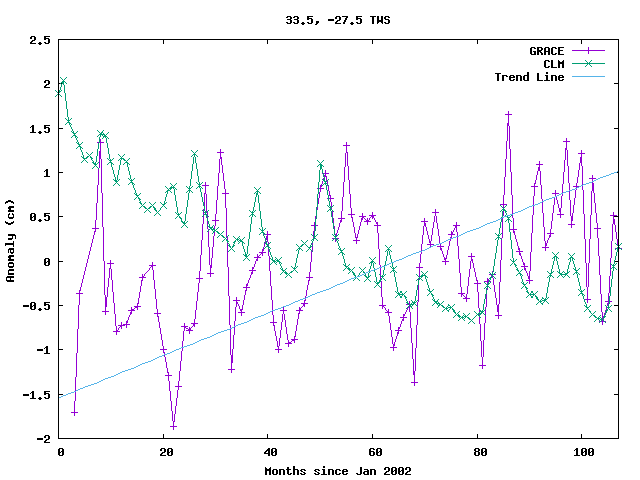 33.5, -27.5 TWS
GRACE
CLM
Trend Line
2.5
2
1.5
1
0.5
0
-0.5
-1
-1.5
-2
Anomaly (cm)
0 20 40 60 80 100
Months since Jan 2002